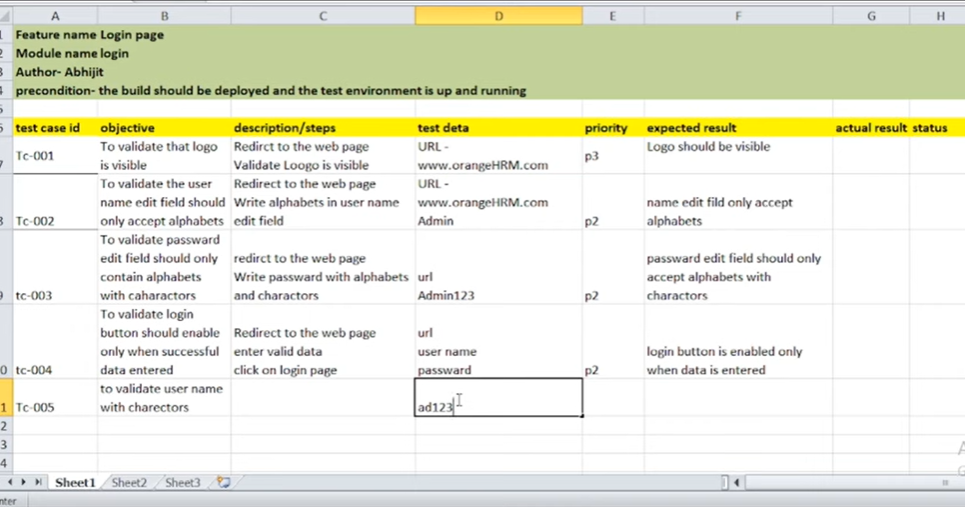 A B C D E F G H
1 Feature name Login page
2 Module name login
3 Author- Abhijit
4 precondition- the build should be deployed and the test environment is up and running
5
6 test case id objective description/steps test deta priority expected result actual result status
7 Tc-001 To validate that logo is visible Redirct to the web page Validate Loogo is visible URL - www.orangeHRM.com p3 Logo should be visible
8 Tc-002 To validate the user name edit field should only accept alphabets Redirect to the web page Write alphabets in user name edit field URL - www.orangeHRM.com Admin p2 name edit fild only accept alphabets
9 tc-003 To validate passward edit field should only contain alphabets with caharactors redirct to the web page Write password with alphabets and charactors url Admin123 p2 passward edit field should only accept alphabets with charactors
0 tc-004 To validate login button should enable only when successful data entered Redirect to the web page enter valid data click on login page url user name passward p2 login button is enabled only when data is entered
1 Tc-005 to validate user name with charectors ad123
2
3
4
Sheet1 Sheet2 Sheet3
nter